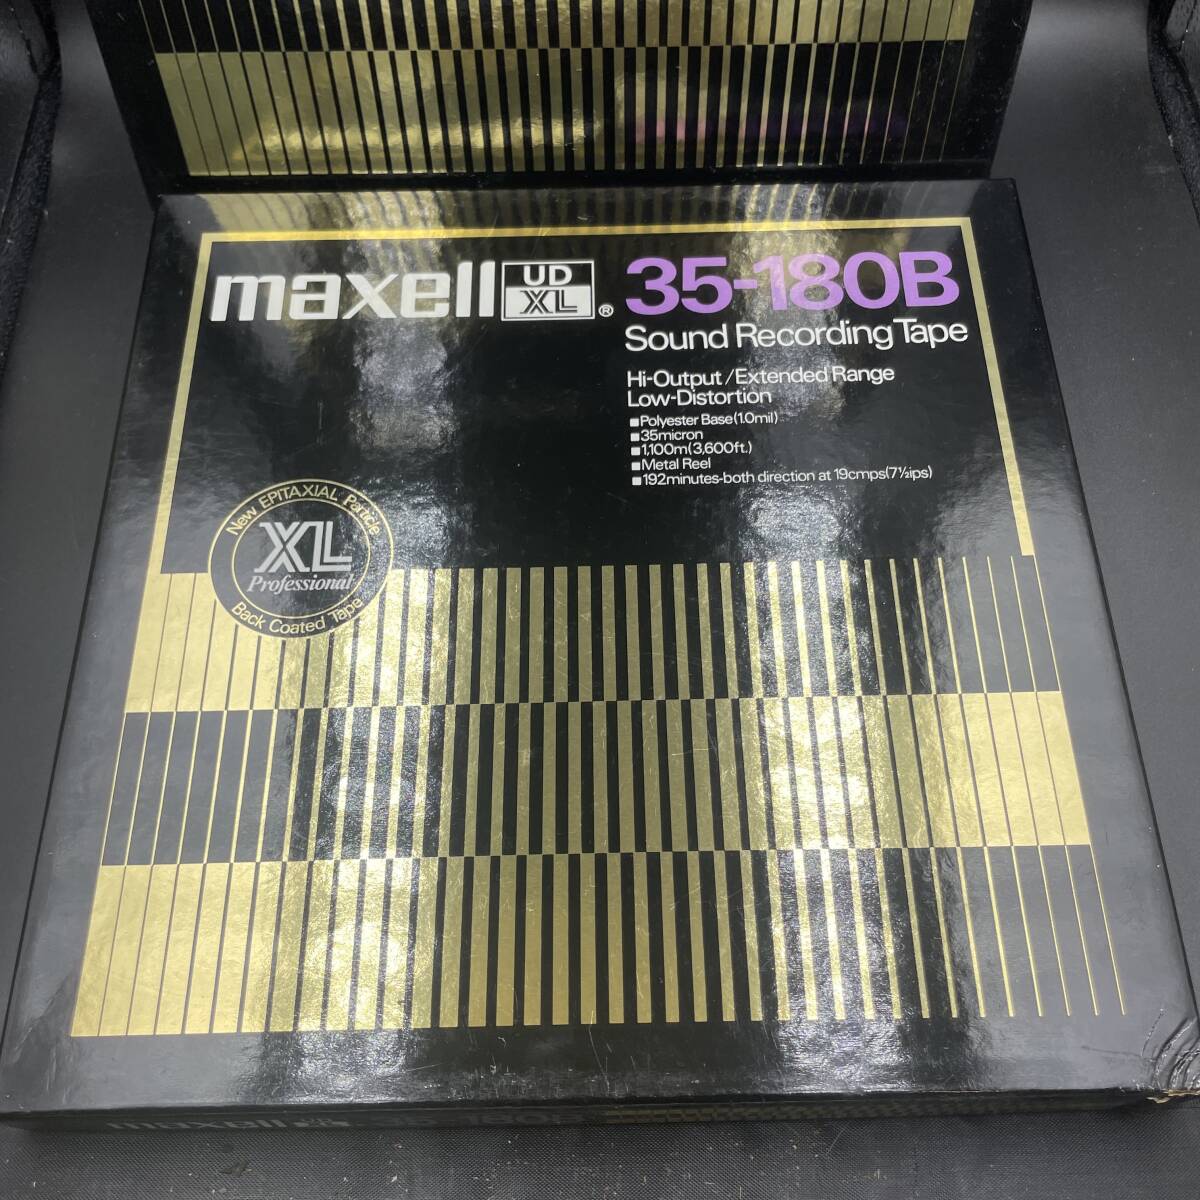 maxell UD XL ® 35-180B
Sound Recording Tape
Hi-Output/Extended Range
Low-Distortion
■Polyester Base(1.0mil)
■35micron
■1,100m(3,600ft.)
■Metal Reel
■192minutes-both direction at 19cmps(7½ips)
New EPITAXIAL Particle
XL
Professional
Back Coated Tape
maxell